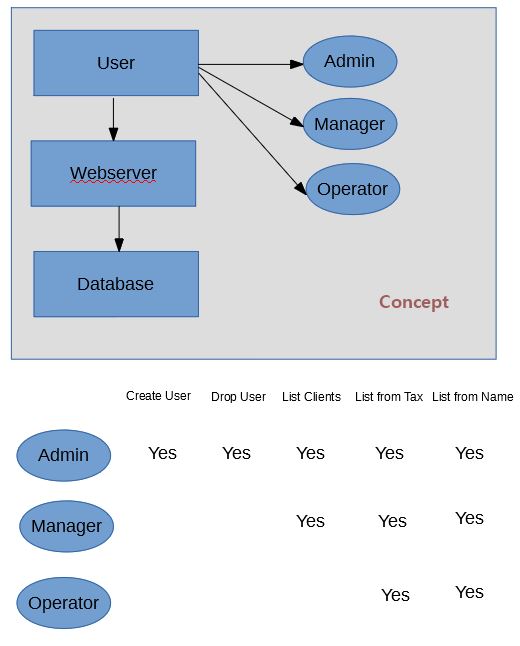 User
Admin
Manager
Webserver
Operator
Database
Concept
Create User Drop User List Clients List from Tax List from Name
Admin Yes Yes Yes Yes Yes
Manager Yes Yes Yes
Operator Yes Yes